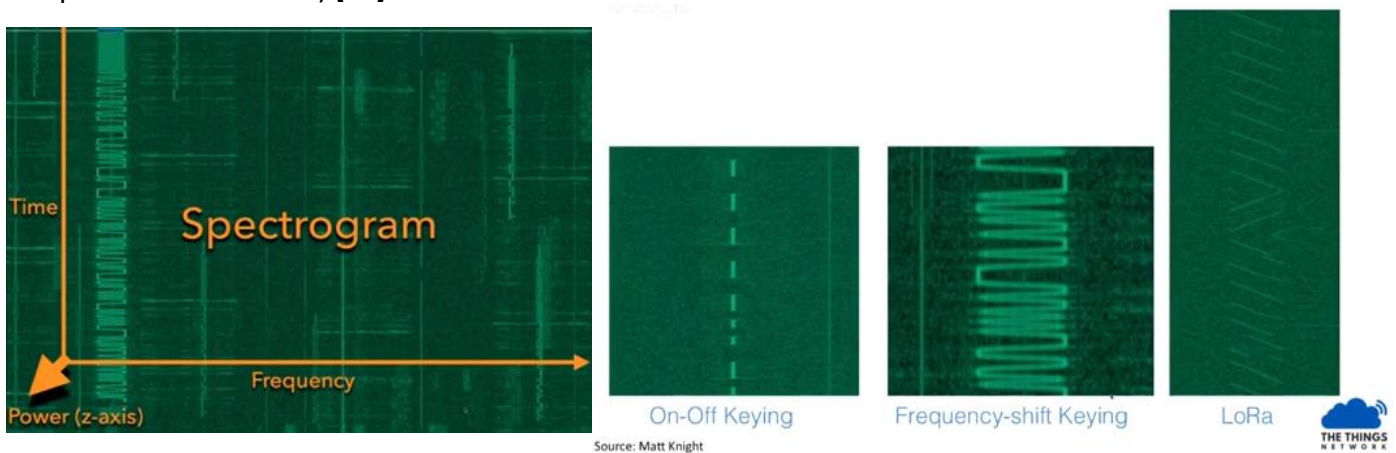 Time
Spectrogram
Frequency
Power (z-axis)
On-Off Keying
Frequency-shift Keying
LoRa
Source: Matt Knight
THE THINGS
NETWORK